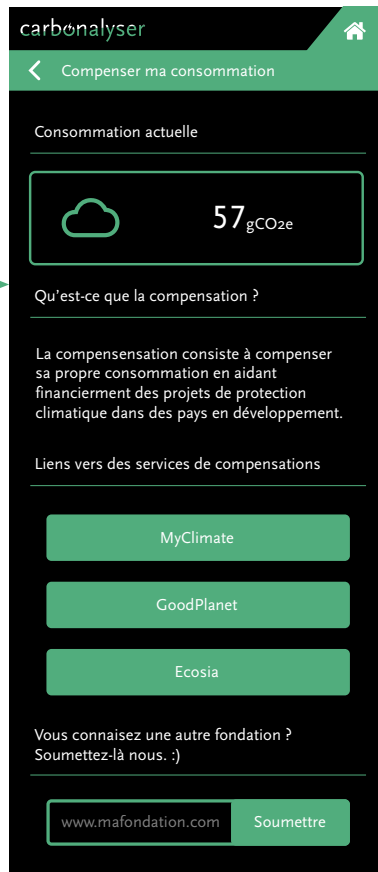 carbonalyser
Compenser ma consommation
Consommation actuelle
57gCO2e
Qu'est-ce que la compensation ?
La compensensation consiste à compenser
sa propre consommation en aidant
financierment des projets de protection
climatique dans des pays en développement.
Liens vers des services de compensations
MyClimate
GoodPlanet
Ecosia
Vous connaisez une autre fondation ?
Soumettez-là nous. :)
www.mafondation.com Soumettre